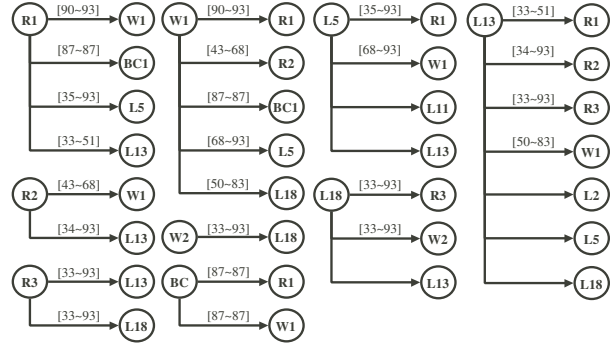 R1 [90~93] W1
[87~87] BC1
[35~93] L5
[33~51] L13
R2 [43~68] W1
[34~93] L13
R3 [33~93] L13
[33~93] L18
W1 [90~93] R1
[43~68] R2
[87~87] BC1
[68~93] L5
[50~83] L18
W2 [33~93] L18
BC [87~87] R1
[87~87] W1
L5 [35~93] R1
[68~93] W1
L11
L13
L18 [33~93] R3
[33~93] W2
L13
L13 [33~51] R1
[34~93] R2
[33~93] R3
[50~83] W1
L2
L5
L18